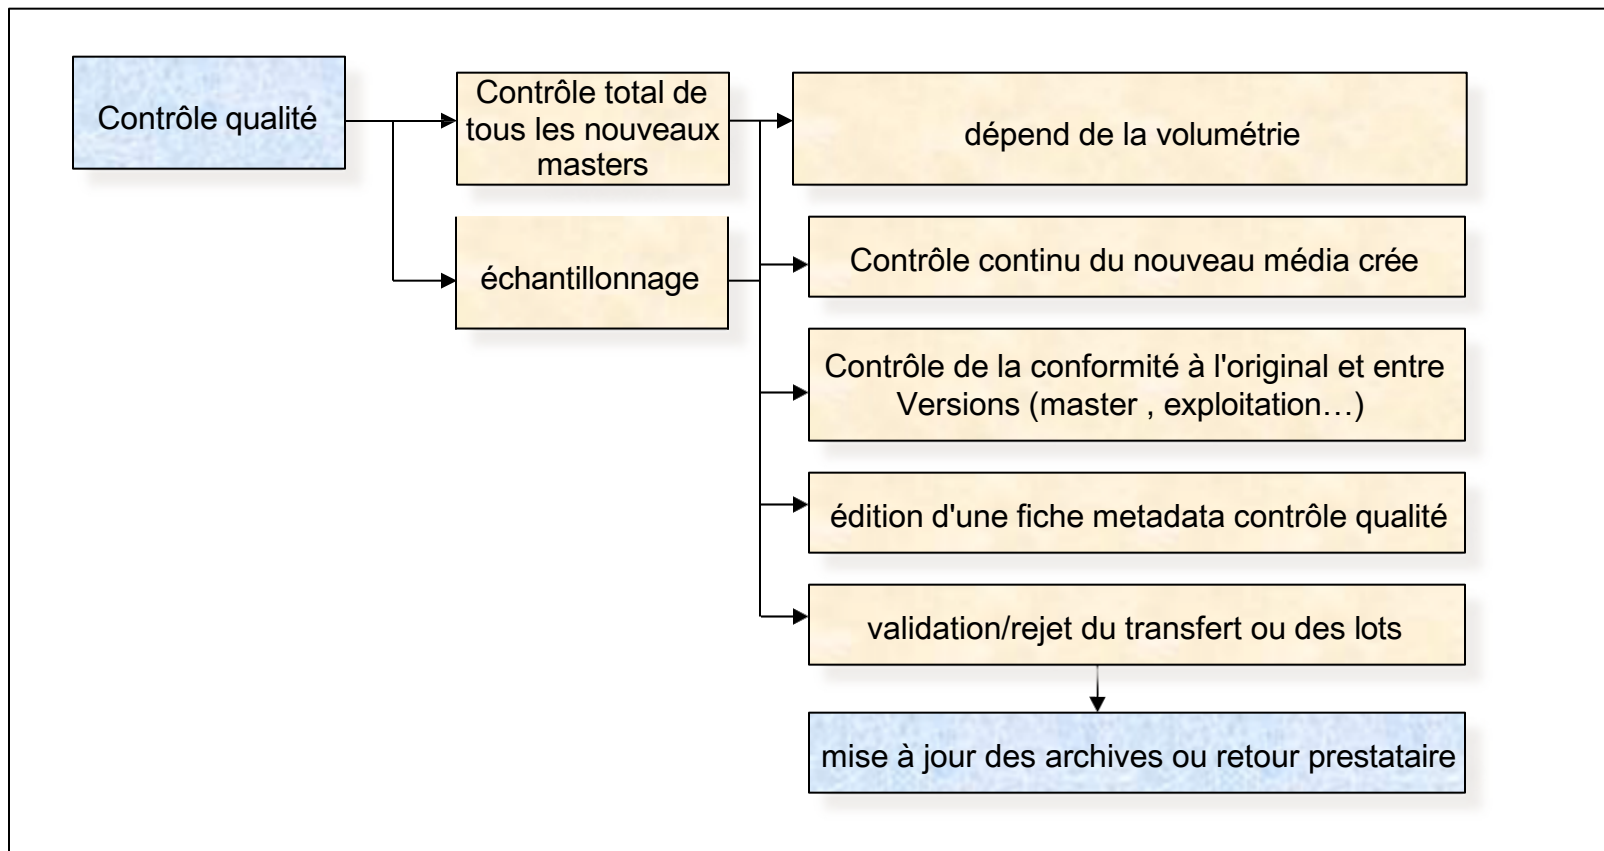 Contrôle qualité
Contrôle total de
tous les nouveaux
masters
dépend de la volumétrie
échantillonnage
Contrôle continu du nouveau média crée
Contrôle de la conformité à l'original et entre
Versions (master , exploitation…)
édition d'une fiche metadata contrôle qualité
validation/rejet du transfert ou des lots
mise à jour des archives ou retour prestataire